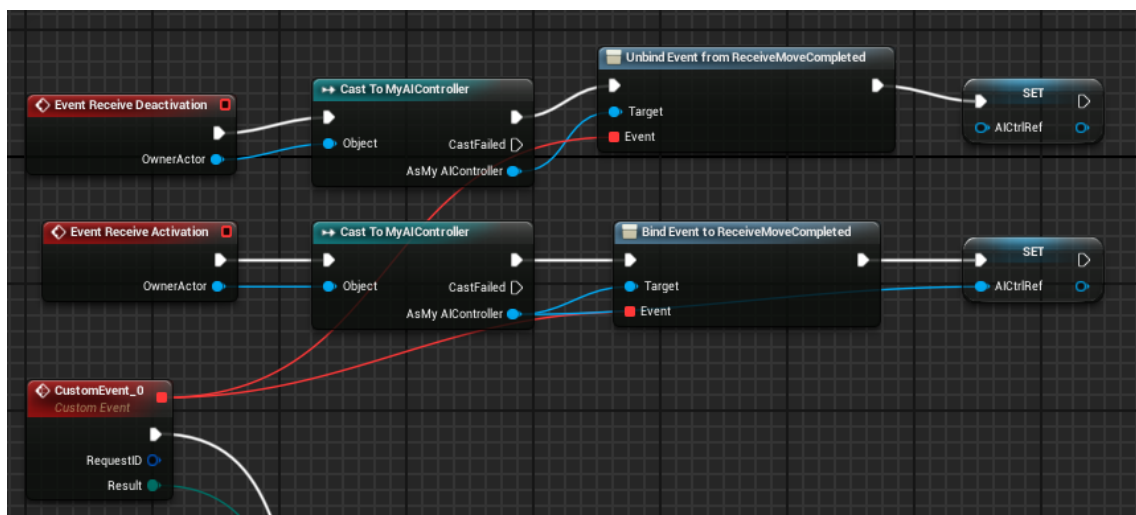 Unbind Event from ReceiveMoveCompleted
Target
Event
Cast To MyAIController
Object
CastFailed
AsMy AIController
Event Receive Deactivation
OwnerActor
SET
AICtrlRef
Event Receive Activation
OwnerActor
Cast To MyAIController
Object
CastFailed
AsMy AIController
Bind Event to ReceiveMoveCompleted
Target
Event
SET
AICtrlRef
CustomEvent_0
Custom Event
RequestID
Result